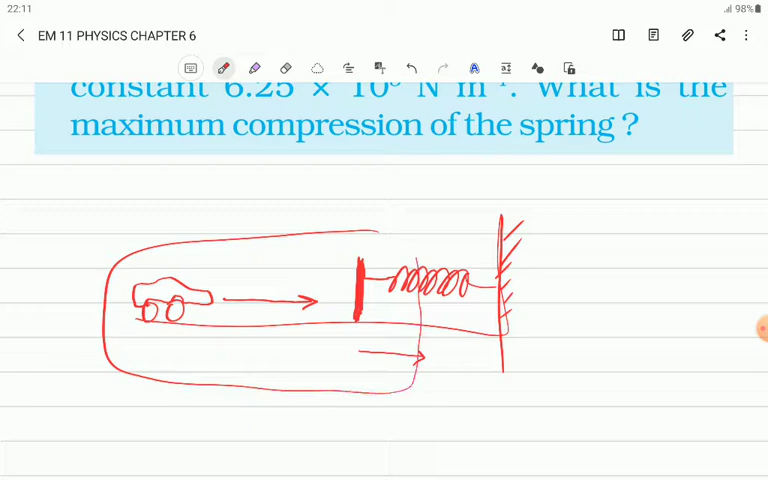 22:11
98%
EM 11 PHYSICS CHAPTER 6
constant 6.25 × 10³ N m⁻¹. What is the
maximum compression of the spring ?